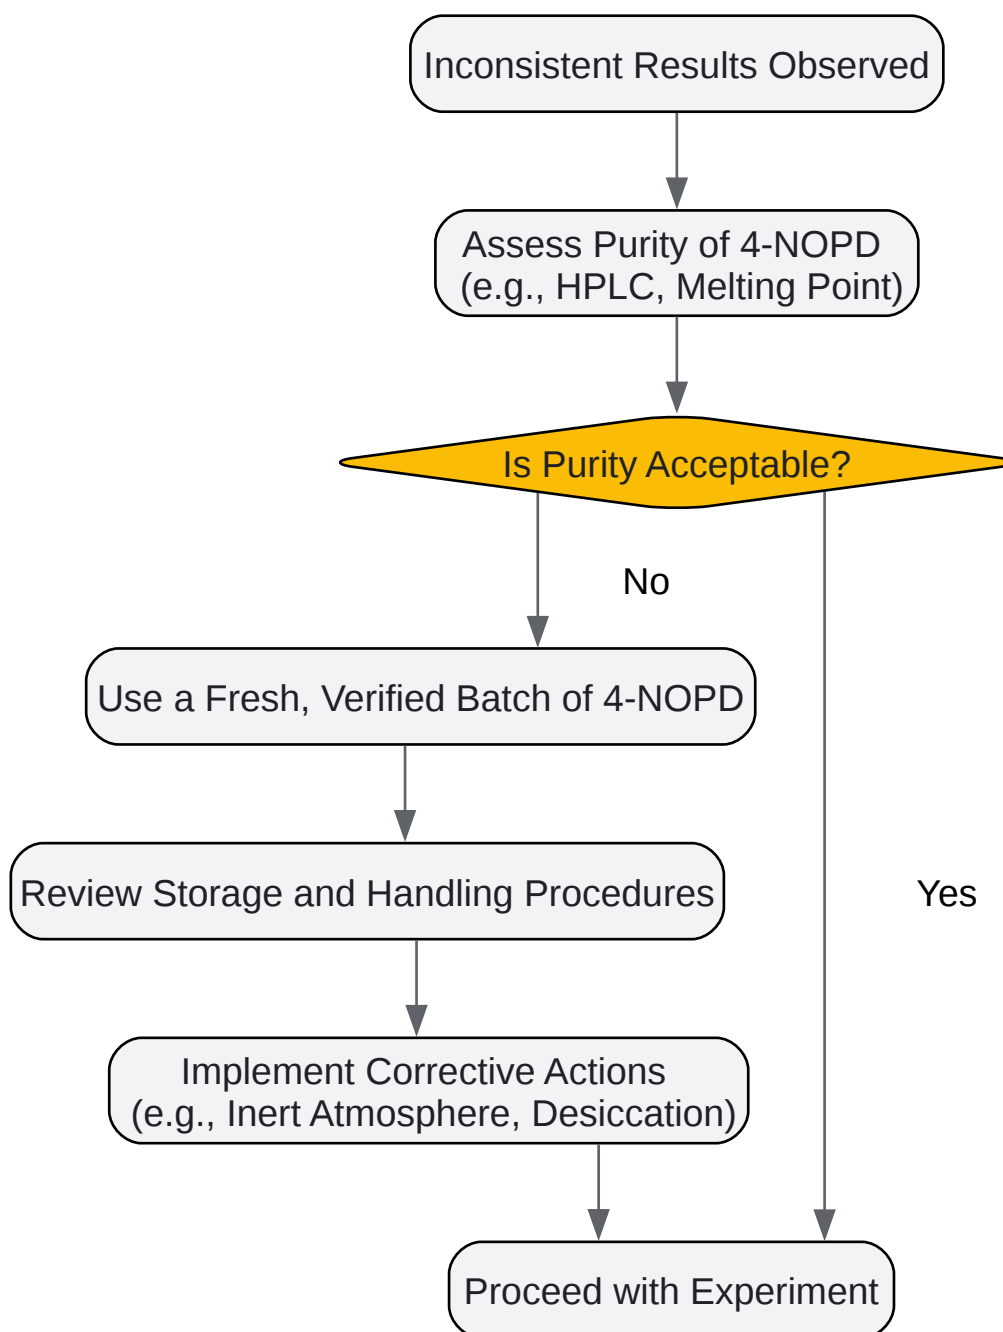 Inconsistent Results Observed
Assess Purity of 4-NOPD
(e.g., HPLC, Melting Point)
Is Purity Acceptable?
No
Use a Fresh, Verified Batch of 4-NOPD
Review Storage and Handling Procedures
Yes
Implement Corrective Actions
(e.g., Inert Atmosphere, Desiccation)
Proceed with Experiment